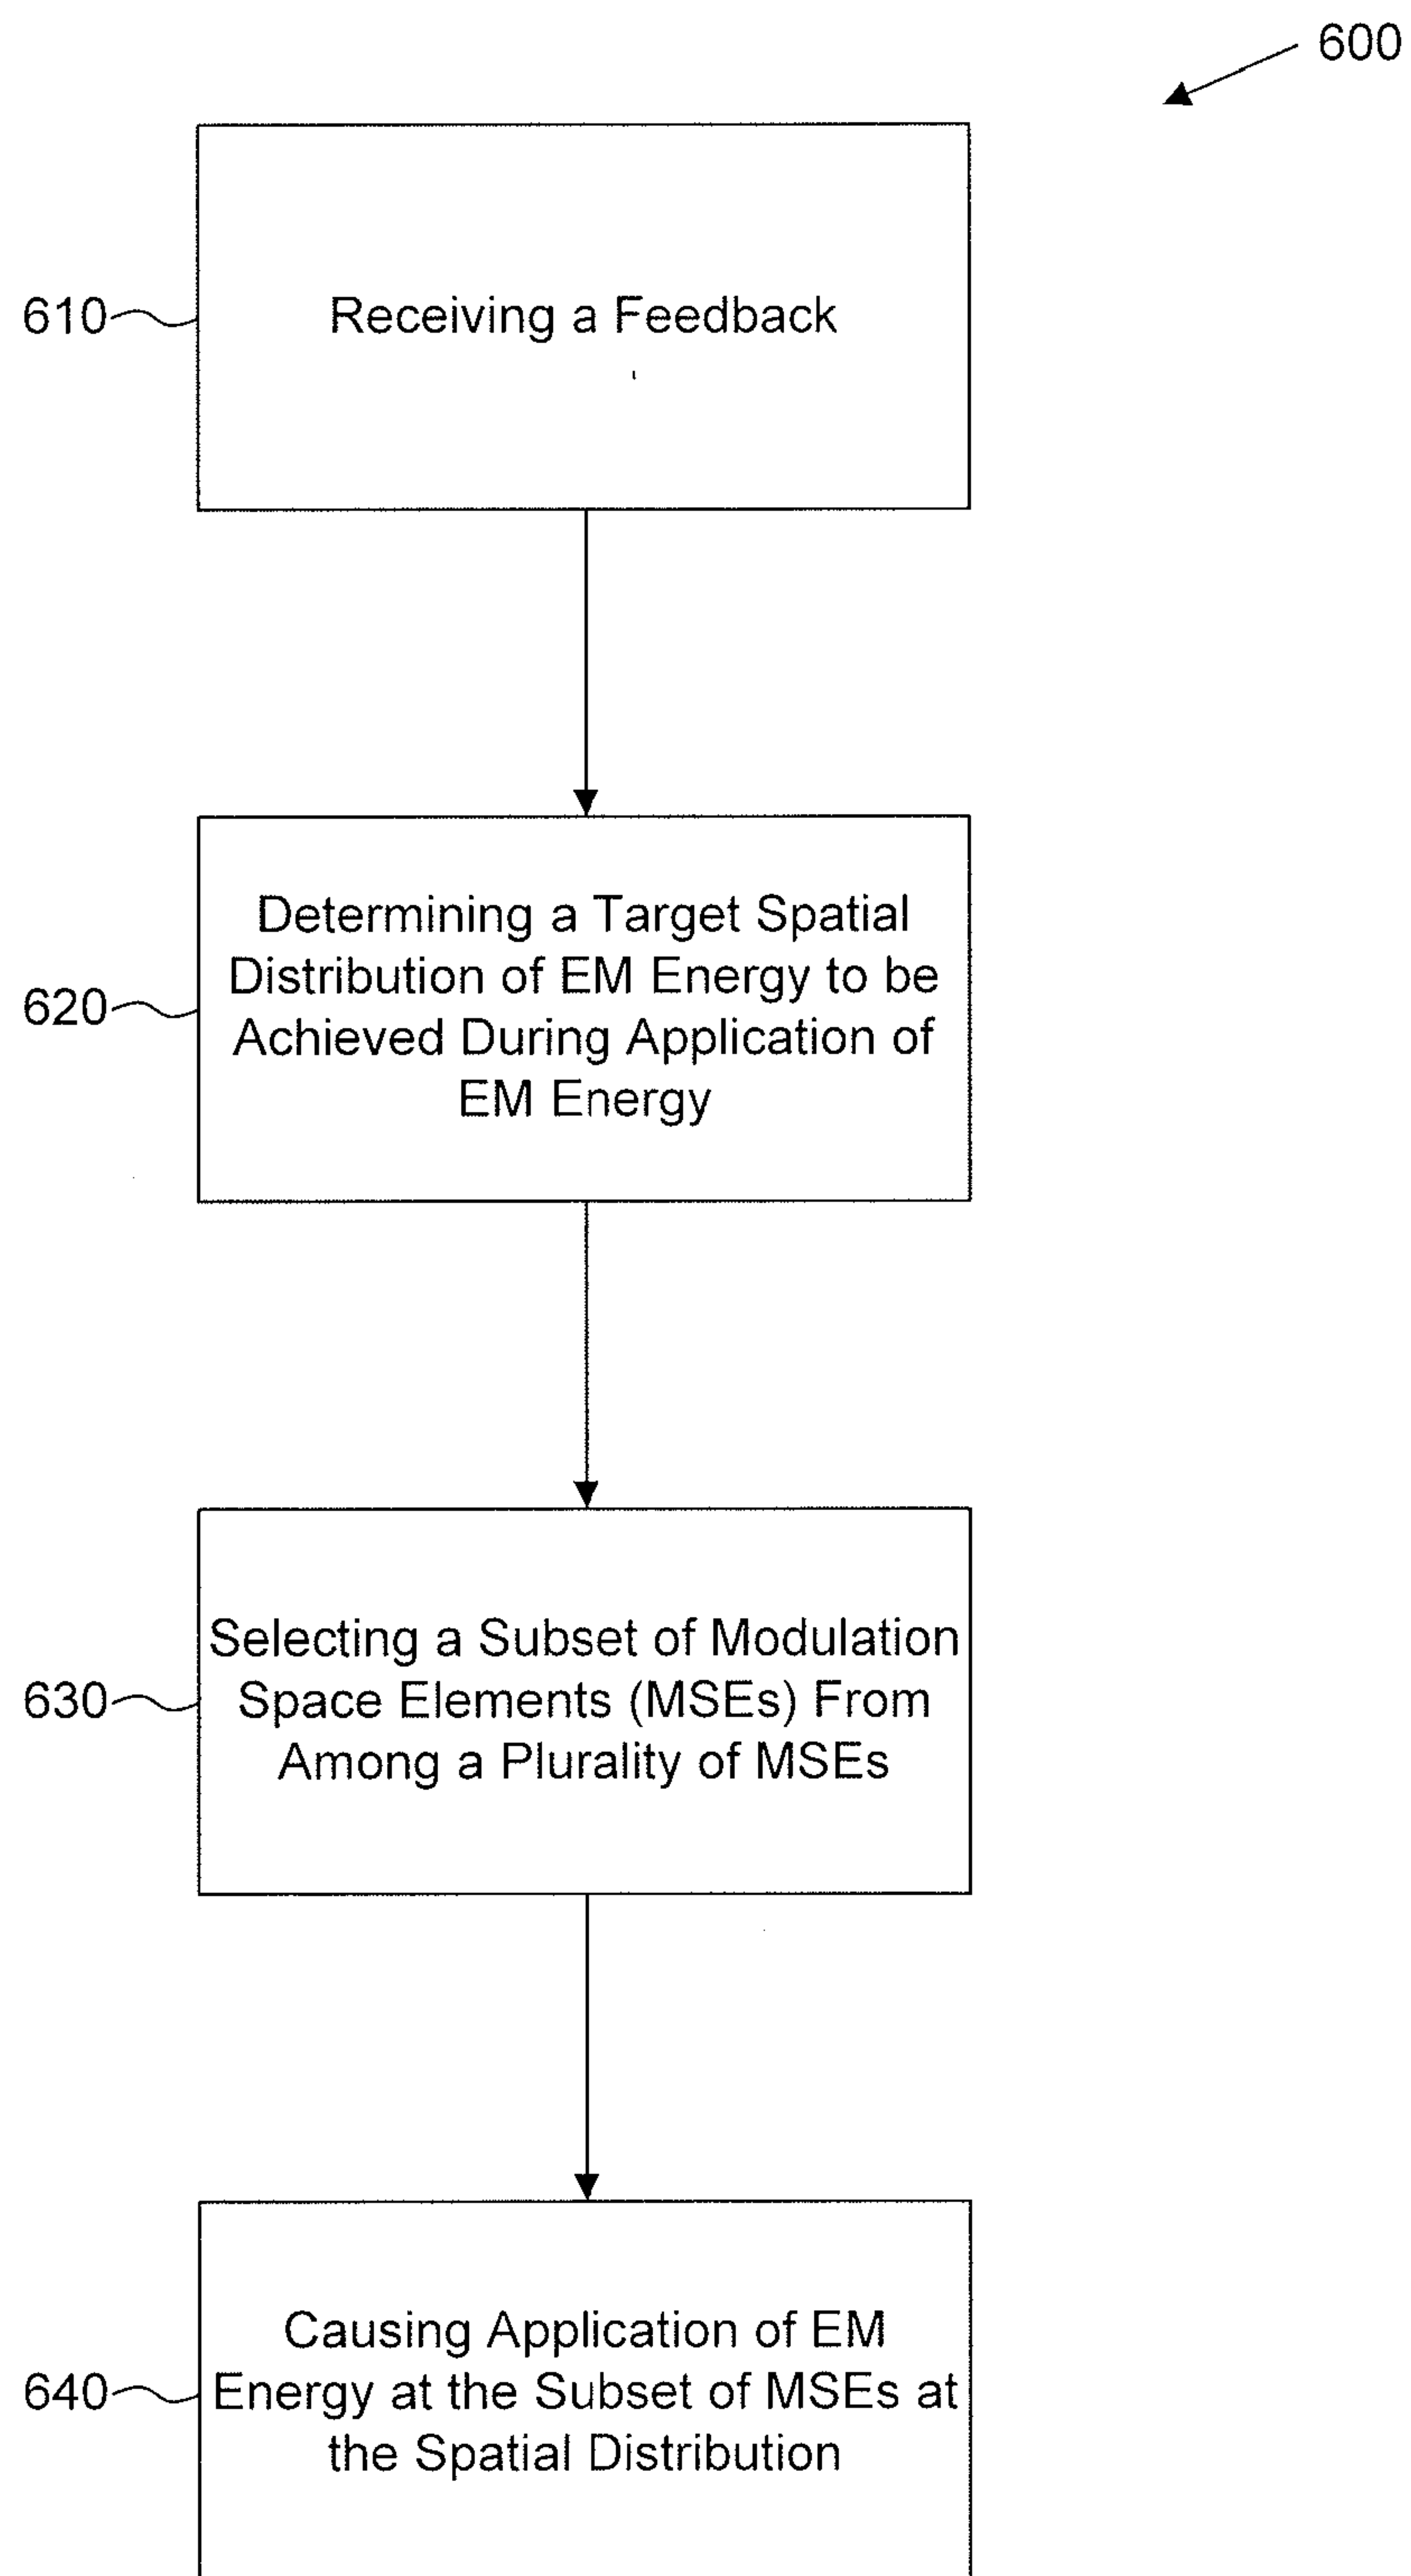 600
610
Receiving a Feedback
620
Determining a Target Spatial
Distribution of EM Energy to be
Achieved During Application of
EM Energy
630
Selecting a Subset of Modulation
Space Elements (MSEs) From
Among a Plurality of MSEs
640
Causing Application of EM
Energy at the Subset of MSEs at
the Spatial Distribution